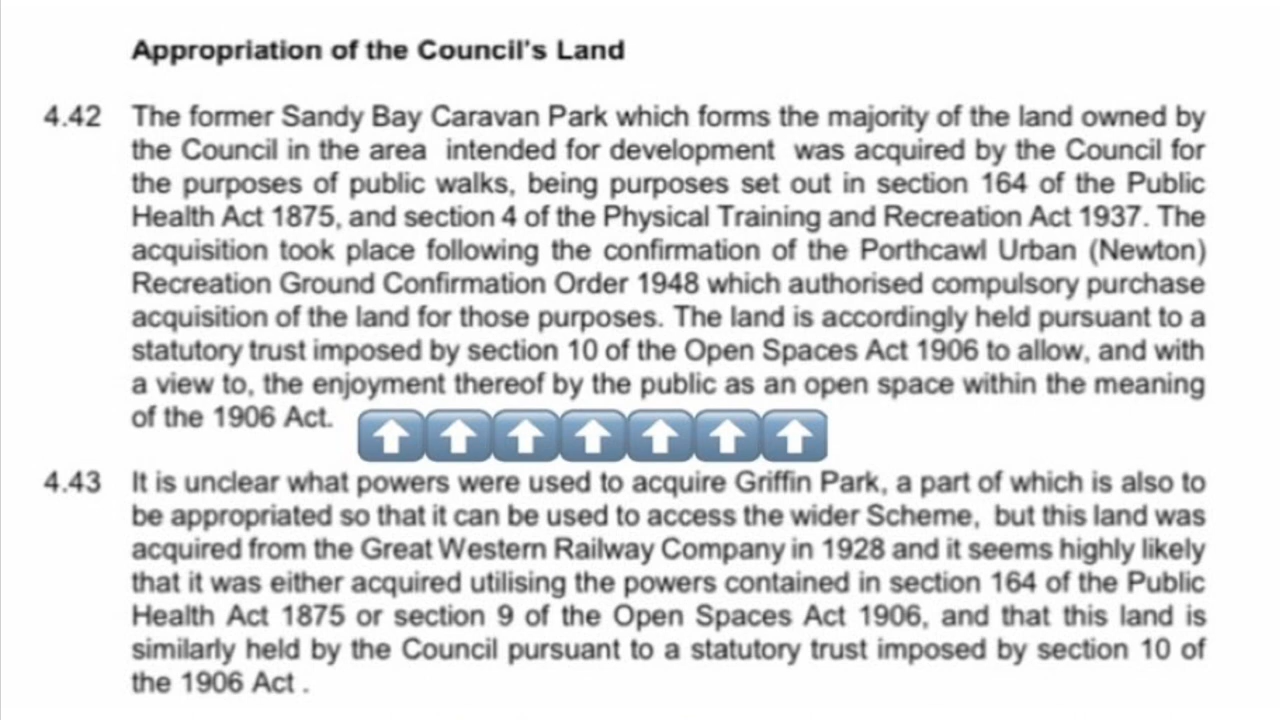 Appropriation of the Council's Land
4.42 The former Sandy Bay Caravan Park which forms the majority of the land owned by
the Council in the area intended for development was acquired by the Council for
the purposes of public walks, being purposes set out in section 164 of the Public
Health Act 1875, and section 4 of the Physical Training and Recreation Act 1937. The
acquisition took place following the confirmation of the Porthcawl Urban (Newton)
Recreation Ground Confirmation Order 1948 which authorised compulsory purchase
acquisition of the land for those purposes. The land is accordingly held pursuant to a
statutory trust imposed by section 10 of the Open Spaces Act 1906 to allow, and with
a view to, the enjoyment thereof by the public as an open space within the meaning
of the 1906 Act.
4.43 It is unclear what powers were used to acquire Griffin Park, a part of which is also to
be appropriated so that it can be used to access the wider Scheme, but this land was
acquired from the Great Western Railway Company in 1928 and it seems highly likely
that it was either acquired utilising the powers contained in section 164 of the Public
Health Act 1875 or section 9 of the Open Spaces Act 1906, and that this land is
similarly held by the Council pursuant to a statutory trust imposed by section 10 of
the 1906 Act .